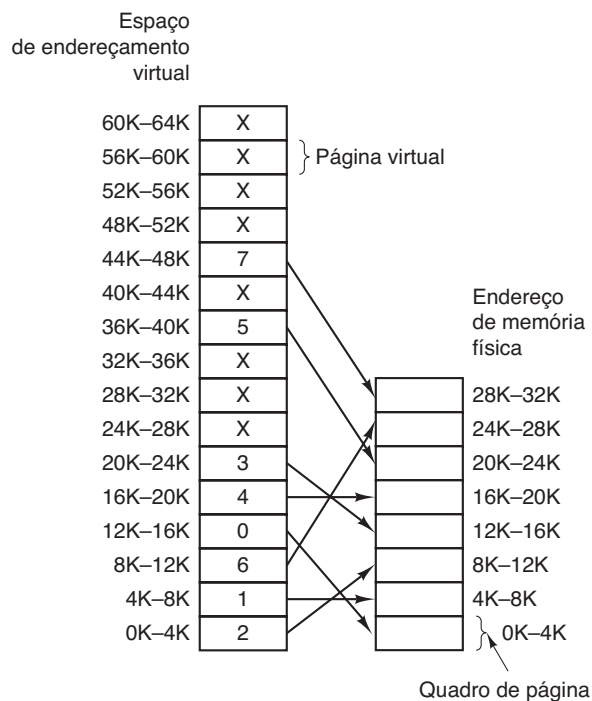 Espaço
de endereçamento
virtual
60K–64K X
56K–60K X Página virtual
52K–56K X
48K–52K X
44K–48K 7
40K–44K X
36K–40K 5
32K–36K X
28K–32K X
24K–28K X
20K–24K 3
16K–20K 4
12K–16K 0
8K–12K 6
4K–8K 1
0K–4K 2
Endereço
de memória
física
28K–32K
24K–28K
20K–24K
16K–20K
12K–16K
8K–12K
4K–8K
0K–4K
Quadro de página